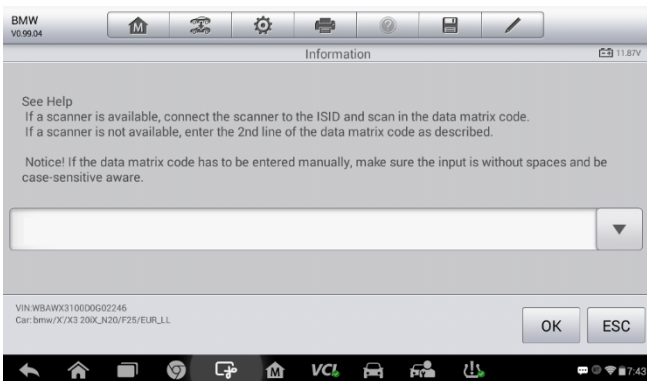 BMW
V0.99.04
Information
11.87V
See Help
If a scanner is available, connect the scanner to the ISID and scan in the data matrix code.
If a scanner is not available, enter the 2nd line of the data matrix code as described.
Notice! If the data matrix code has to be entered manually, make sure the input is without spaces and be
case-sensitive aware.
VIN:WBAWX3100D0G02246
Car: bmw/X'/X3 20iX_N20/F25/EUR_LL
OK
ESC
M
VCI
7:43